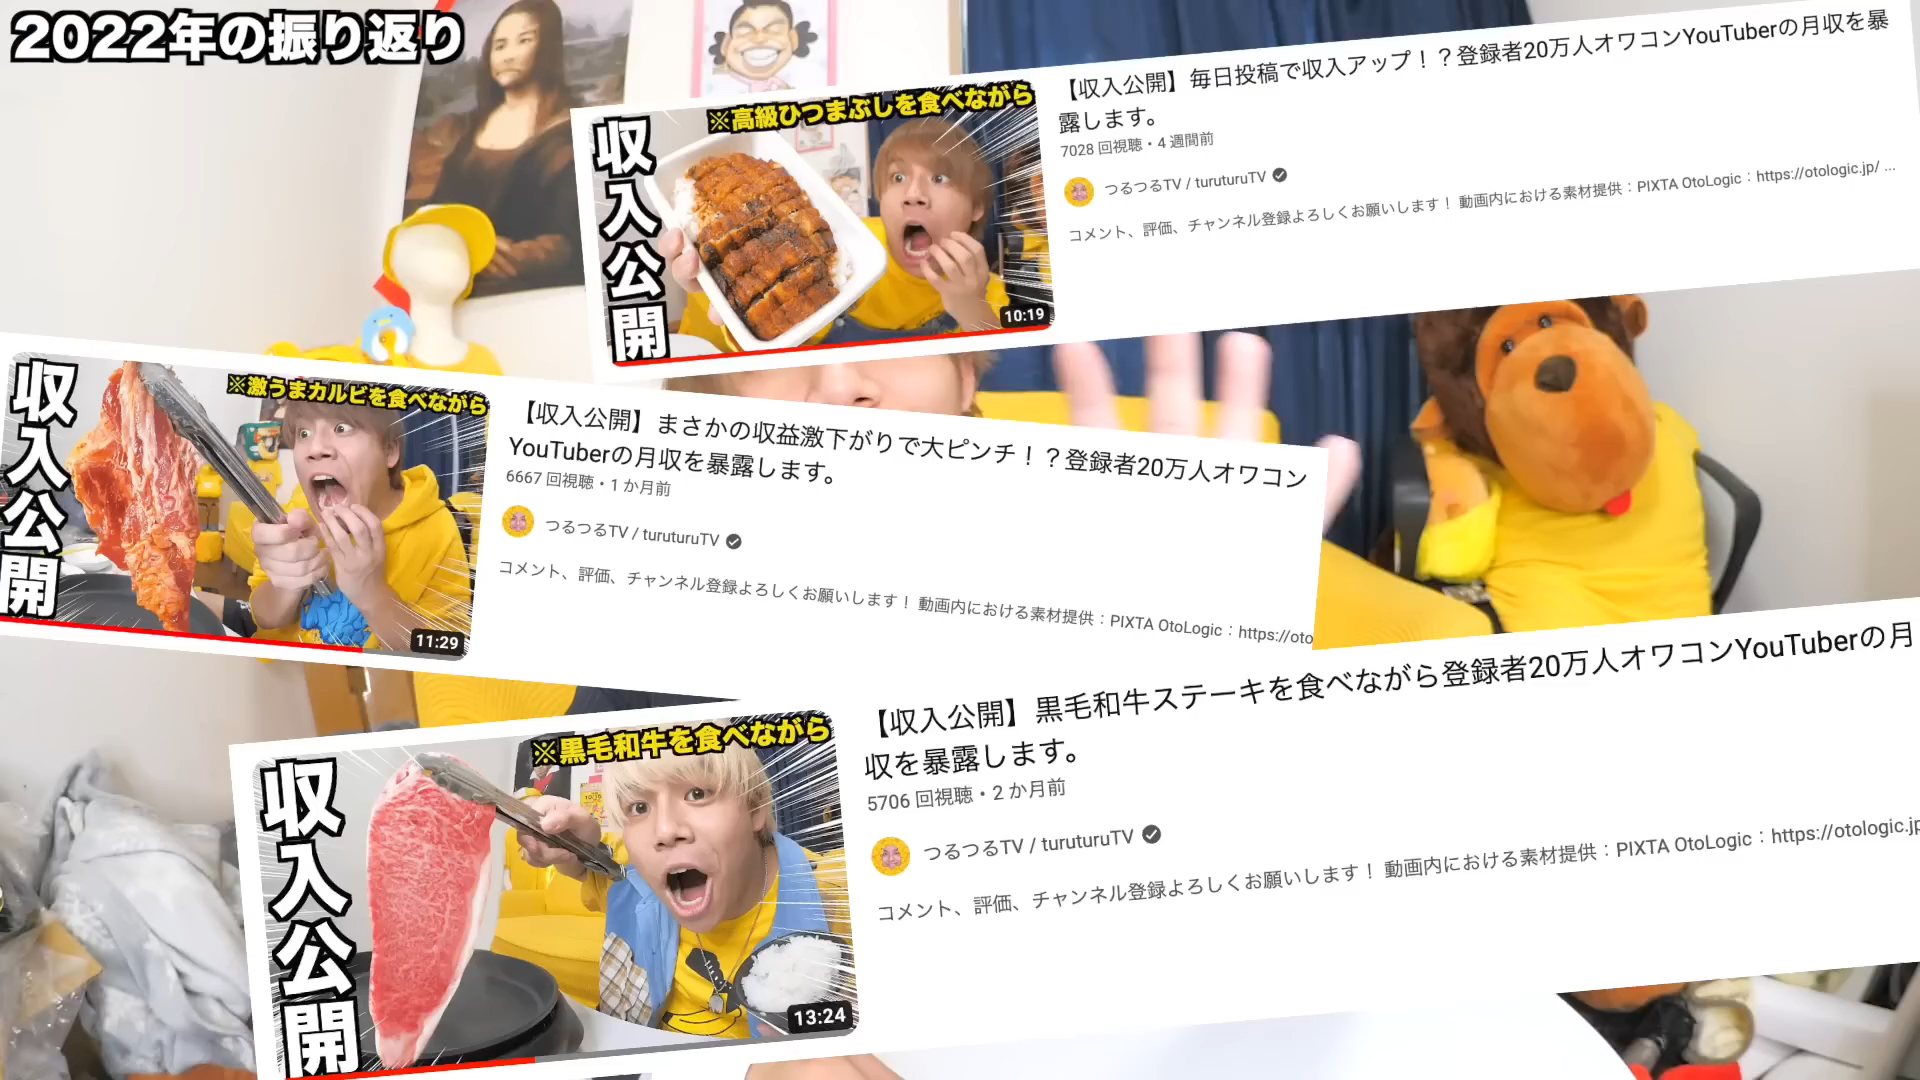 2022年の振り返り
※高級ひつまぶしを食べながら
収入公開
10:19
【収入公開】毎日投稿で収入アップ！？登録者20万人オワコンYouTuberの月収を暴
露します。
7028 回視聴・4 週間前
つるつるTV / turuturuTV
コメント、評価、チャンネル登録よろしくお願いします！ 動画内における素材提供：PIXTA OtoLogic：https://otologic.jp/ ...
※激うまカルビを食べながら
収入公開
11:29
【収入公開】まさかの収益激下がりで大ピンチ！？登録者20万人オワコン
YouTuberの月収を暴露します。
6667 回視聴・1 か月前
つるつるTV / turuturuTV
コメント、評価、チャンネル登録よろしくお願いします！ 動画内における素材提供：PIXTA OtoLogic：https://oto
※黒毛和牛を食べながら
収入公開
13:24
【収入公開】黒毛和牛ステーキを食べながら登録者20万人オワコンYouTuberの月
収を暴露します。
5706 回視聴・2 か月前
つるつるTV / turuturuTV
コメント、評価、チャンネル登録よろしくお願いします！ 動画内における素材提供：PIXTA OtoLogic：https://otologic.jp